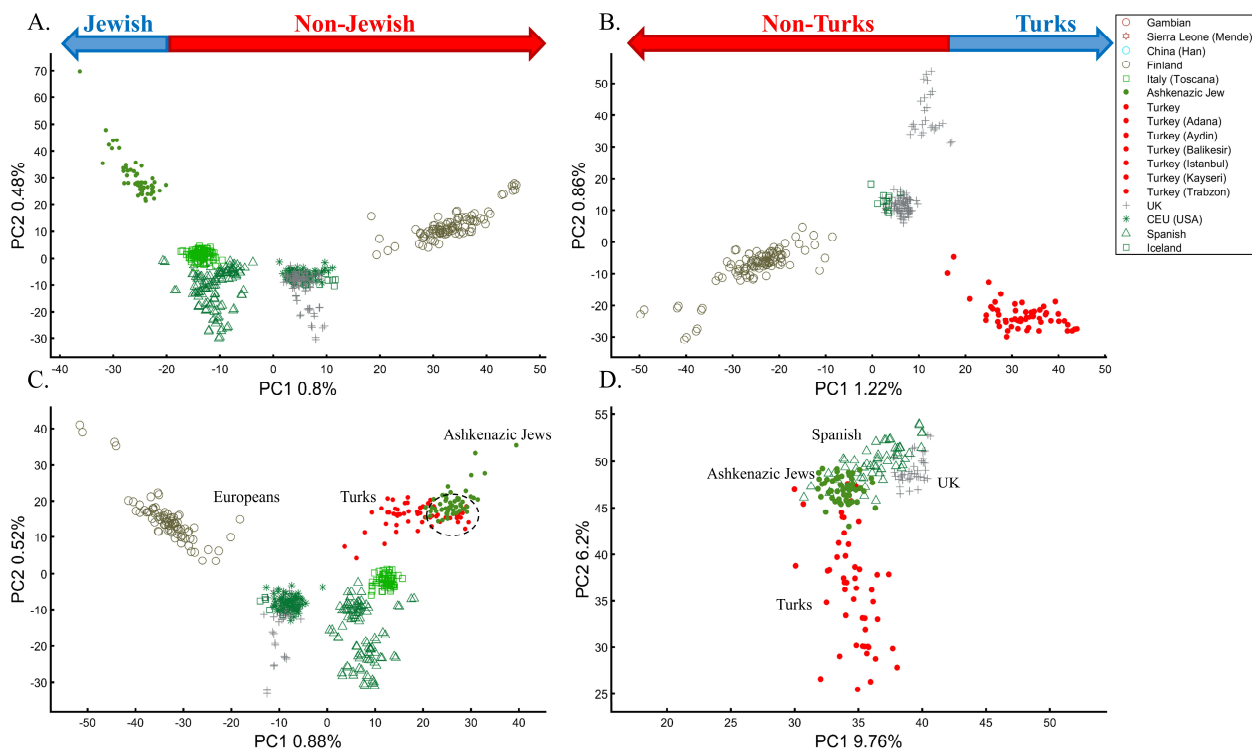 A.
Jewish
Non-Jewish
PC2 0.48%
70
60
50
40
30
20
10
0
-10
-20
-30
-40
-30
-20
-10
0
10
20
30
40
50
PC1 0.8%
B.
Non-Turks
Turks
PC2 0.86%
50
40
30
20
10
0
-10
-20
-30
-50
-40
-30
-20
-10
0
10
20
30
40
50
PC1 1.22%
Gambian
Sierra Leone (Mende)
China (Han)
Finland
Italy (Toscana)
Ashkenazic Jew
Turkey
Turkey (Adana)
Turkey (Aydin)
Turkey (Balikesir)
Turkey (Istanbul)
Turkey (Kayseri)
Turkey (Trabzon)
UK
CEU (USA)
Spanish
Iceland
C.
PC2 0.52%
40
30
20
10
0
-10
-20
-30
Europeans
Turks
Ashkenazic Jews
-50
-40
-30
-20
-10
0
10
20
30
40
50
PC1 0.88%
D.
PC2 6.2%
55
50
45
40
35
30
25
Spanish
Ashkenazic Jews
UK
Turks
20
25
30
35
40
45
50
PC1 9.76%